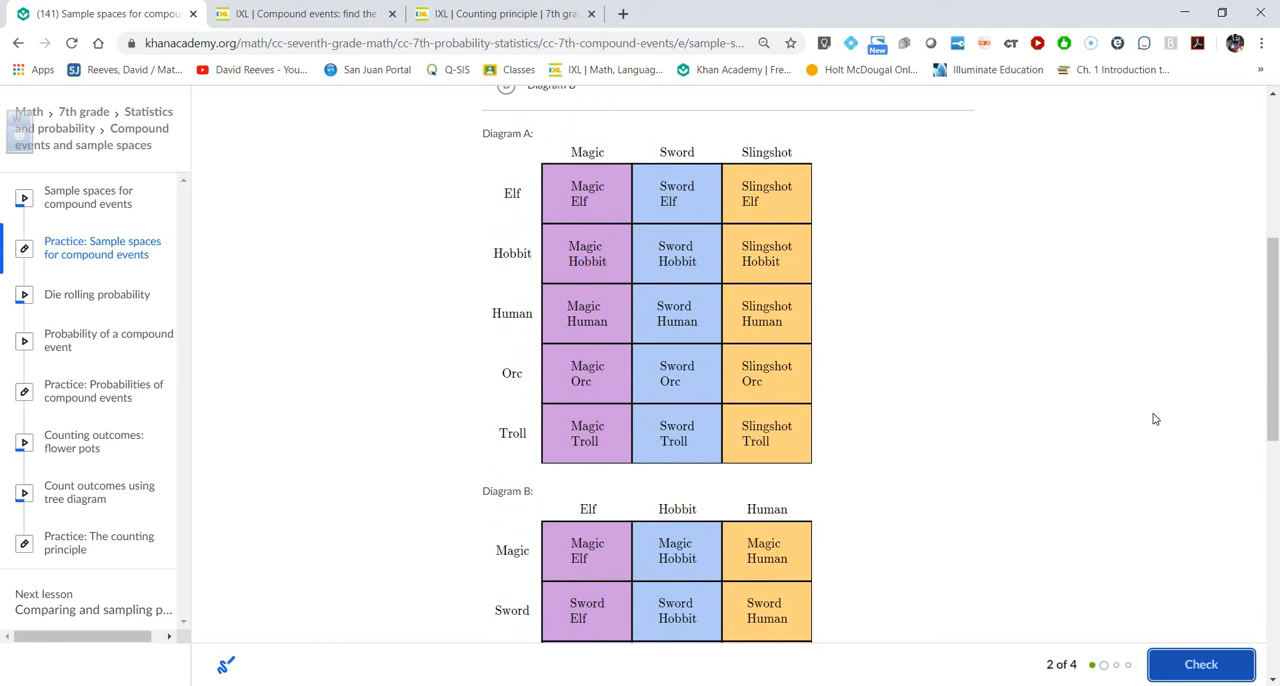 (141) Sample spaces for compou
IXL | Compound events: find the
IXL | Counting principle | 7th gra
khanacademy.org/math/cc-seventh-grade-math/cc-7th-probability-statistics/cc-7th-compound-events/e/sample-s...
New
Apps
Reeves, David / Mat...
David Reeves - You...
San Juan Portal
Q-SIS
Classes
IXL | Math, Languag...
Khan Academy | Fre...
Holt McDougal Onl...
Illuminate Education
Ch. 1 Introduction t...
Math > 7th grade > Statistics
and probability > Compound
events and sample spaces
Sample spaces for
compound events
Practice: Sample spaces
for compound events
Die rolling probability
Probability of a compound
event
Practice: Probabilities of
compound events
Counting outcomes:
flower pots
Count outcomes using
tree diagram
Practice: The counting
principle
Next lesson
Comparing and sampling p...
B Diagram B
Diagram A:
Magic Sword Slingshot
Elf
Magic
Elf
Sword
Elf
Slingshot
Elf
Hobbit
Magic
Hobbit
Sword
Hobbit
Slingshot
Hobbit
Human
Magic
Human
Sword
Human
Slingshot
Human
Orc
Magic
Orc
Sword
Orc
Slingshot
Orc
Troll
Magic
Troll
Sword
Troll
Slingshot
Troll
Diagram B:
Elf Hobbit Human
Magic
Magic
Elf
Magic
Hobbit
Magic
Human
Sword
Sword
Elf
Sword
Hobbit
Sword
Human
2 of 4
Check